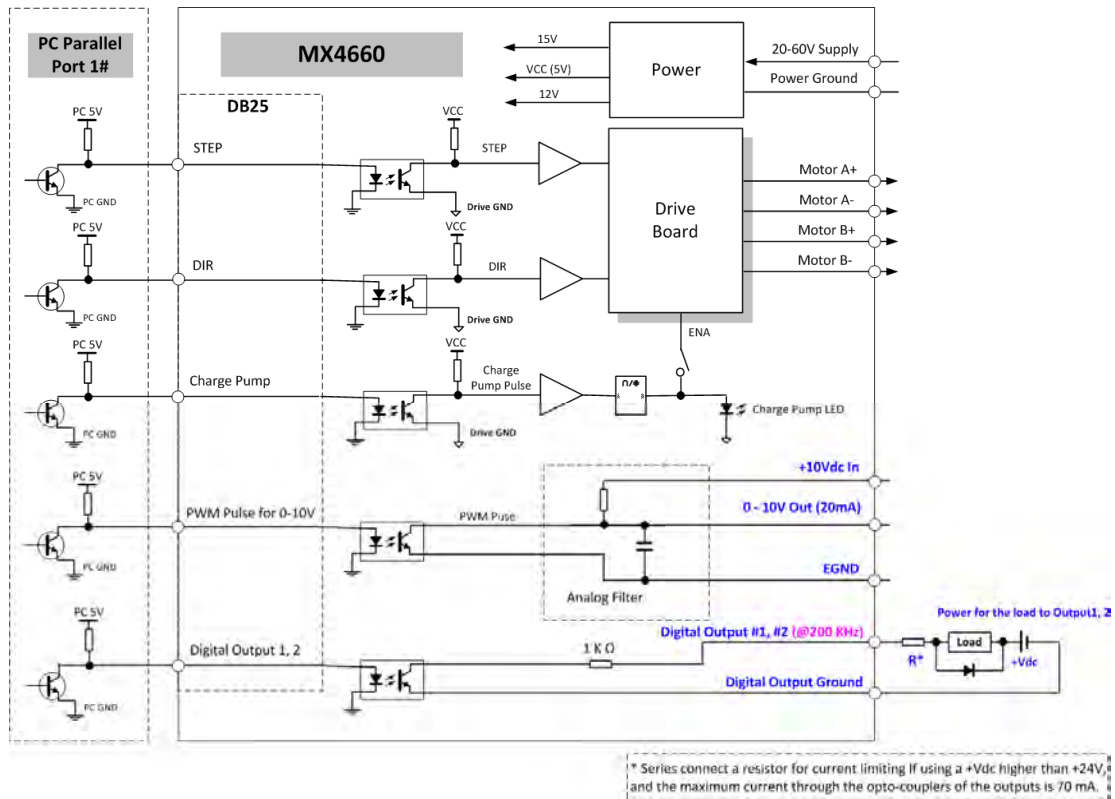 PC Parallel
Port 1#
MX4660
DB25
15V
VCC (5V)
12V
Power
20-60V Supply
Power Ground
PC 5V
STEP
PC GND
VCC
STEP
Drive GND
Drive
Board
Motor A+
Motor A-
Motor B+
Motor B-
PC 5V
DIR
PC GND
VCC
DIR
Drive GND
ENA
PC 5V
Charge Pump
PC GND
VCC
Charge
Pump Pulse
Drive GND
Charge Pump LED
PC 5V
PWM Pulse for 0-10V
PC GND
PWM Puse
Analog Filter
+10Vdc In
0 - 10V Out (20mA)
EGND
PC 5V
Digital Output 1, 2
PC GND
1 K Ω
Digital Output #1, #2 (@200 KHz)
Digital Output Ground
Power for the load to Output1, 2
R*
Load
+Vdc
* Series connect a resistor for current limiting If using a +Vdc higher than +24V,
and the maximum current through the opto-couplers of the outputs is 70 mA.